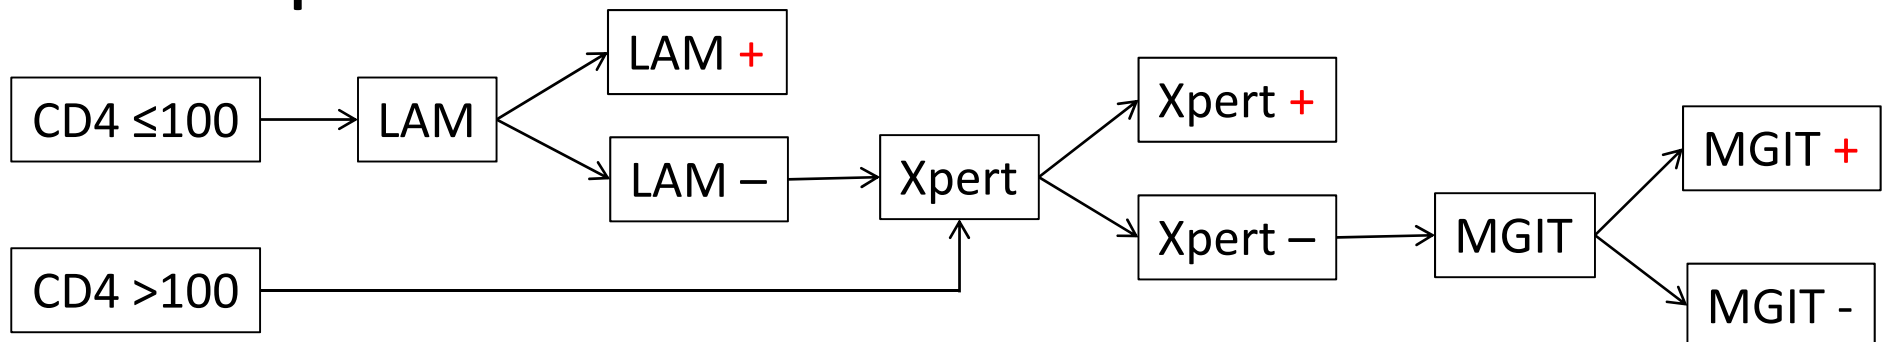 CD4 ≤100
LAM
LAM +
LAM –
Xpert
Xpert +
Xpert –
MGIT
MGIT +
MGIT -
CD4 >100